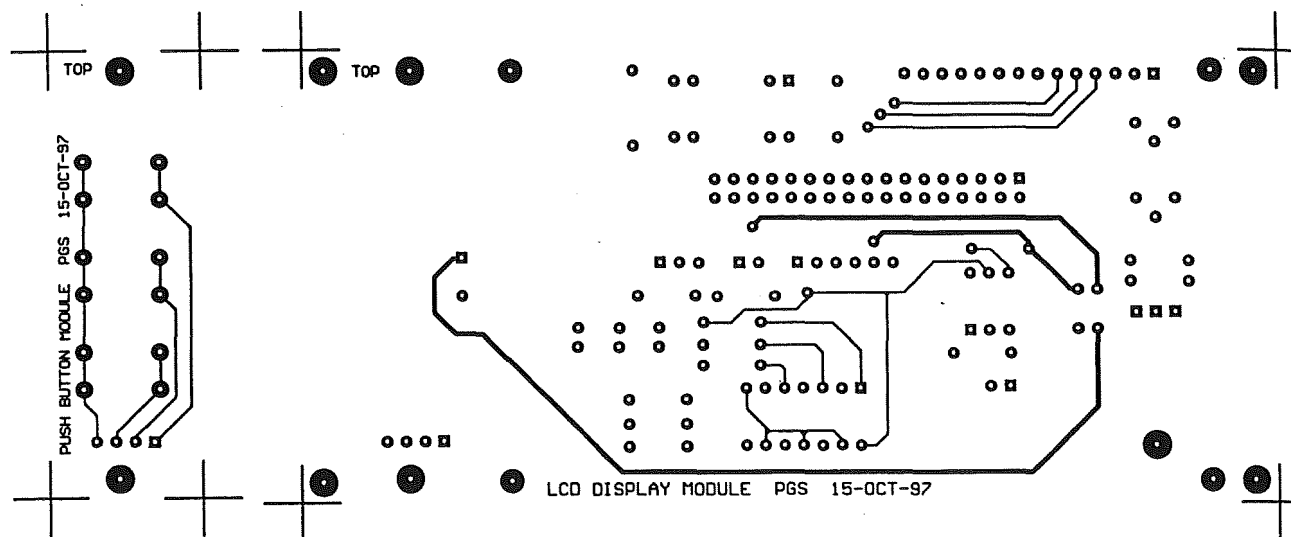 TOP
TOP
PUSH BUTTON MODULE PGS 15-OCT-97
LCD DISPLAY MODULE PGS 15-OCT-97